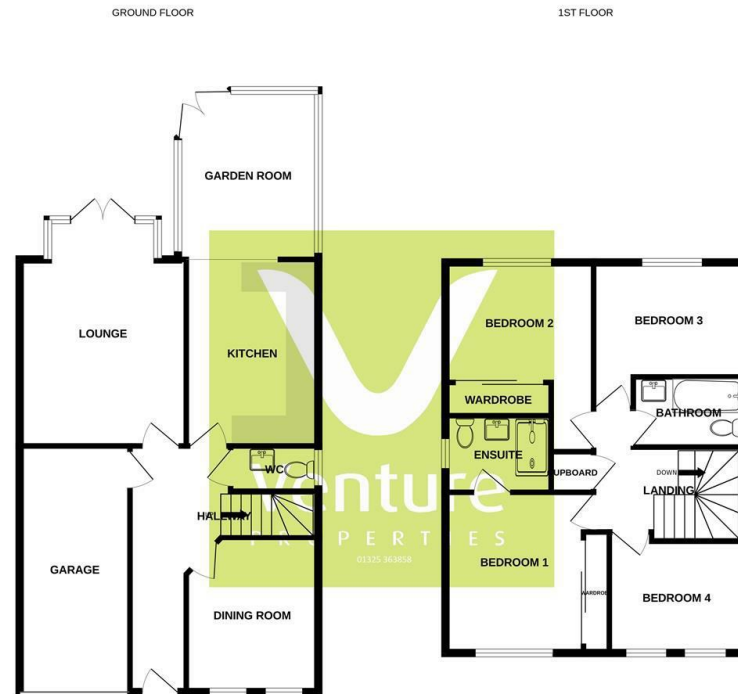 GROUND FLOOR
1ST FLOOR
GARDEN ROOM
LOUNGE
KITCHEN
BEDROOM 2
BEDROOM 3
WARDROBE
BATHROOM
ENSUITE
WC
CUPBOARD
DOWN
LANDING
Venture
HALLWAY
PROPERTIES
01325 363858
GARAGE
BEDROOM 1
WARDROBE
BEDROOM 4
DINING ROOM